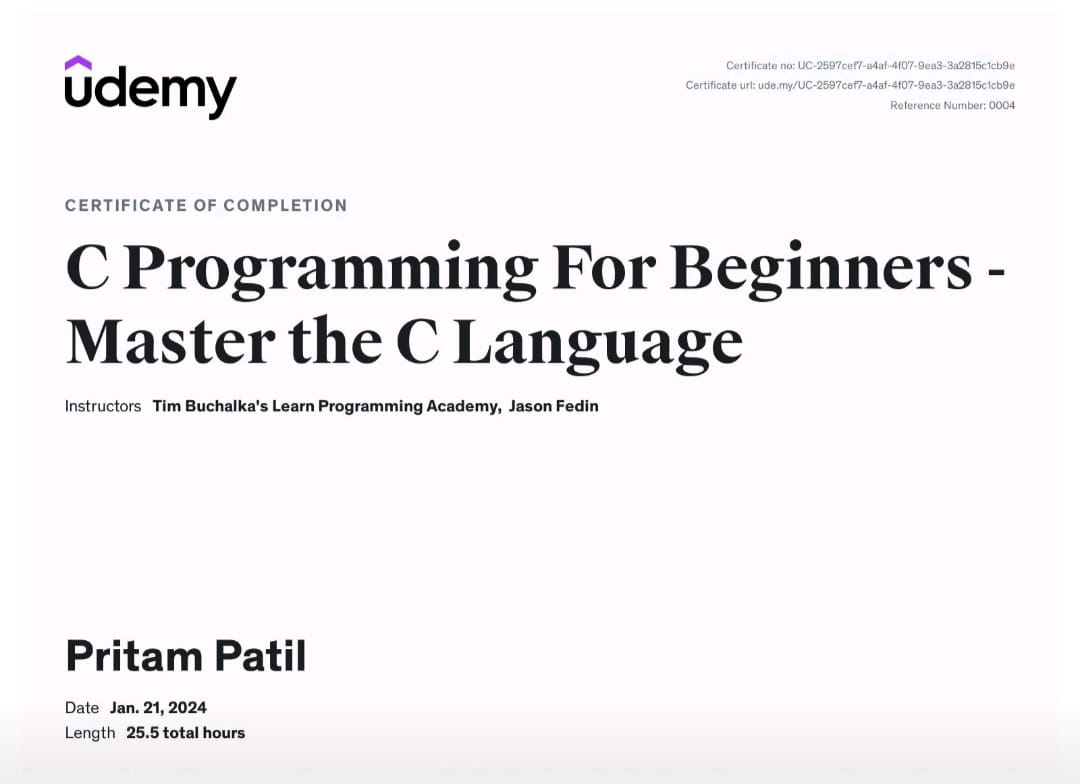 udemy
Certificate no: UC-2597cef7-a4af-4f07-9ea3-3a2815c1cb9e
Certificate url: ude.my/UC-2597cef7-a4af-4f07-9ea3-3a2815c1cb9e
Reference Number: 0004
CERTIFICATE OF COMPLETION
C Programming For Beginners -
Master the C Language
Instructors Tim Buchalka's Learn Programming Academy, Jason Fedin
Pritam Patil
Date Jan. 21, 2024
Length 25.5 total hours